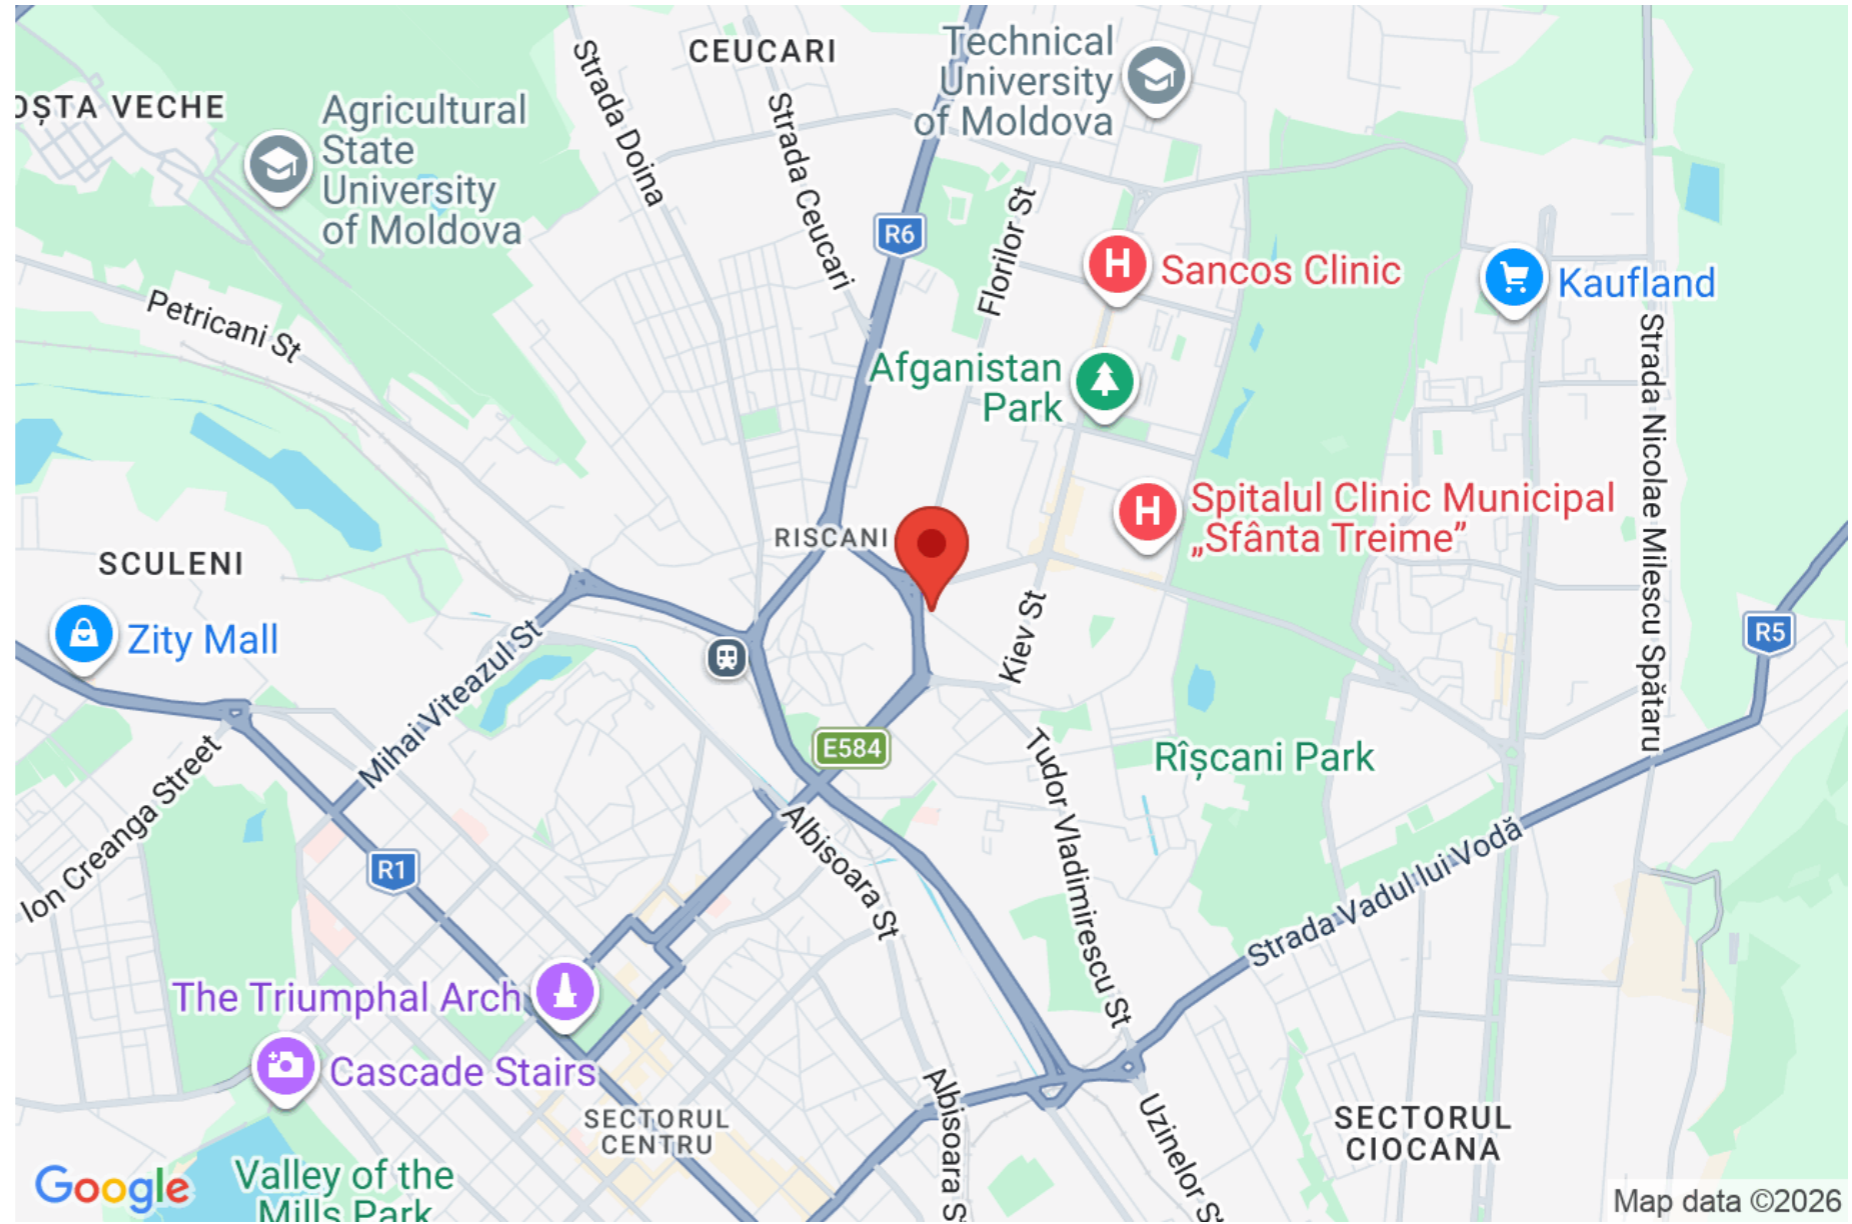 CEUCARI
Technical
University
of Moldova
OȘTA VECHE
Agricultural
State
University
of Moldova
Strada Doina
Strada Ceucari
R6
Florilor St
Sancos Clinic
Kaufland
Petricani St
Afganistan
Park
Strada Nicolae Milescu Spătaru
Spitalul Clinic Municipal
„Sfânta Treime”
RISCANI
SCULENI
Zity Mall
Mihai Viteazul St
Kiev St
R5
E584
Rîșcani Park
Ion Creanga Street
Tudor Vladimirescu St
Albisoara St
R1
Strada Vadul lui Vodă
The Triumphal Arch
Cascade Stairs
Albisoara S
Uzinelor S
SECTORUL
CENTRU
SECTORUL
CIOCANA
Valley of the
Mills Park
Google
Map data ©2026